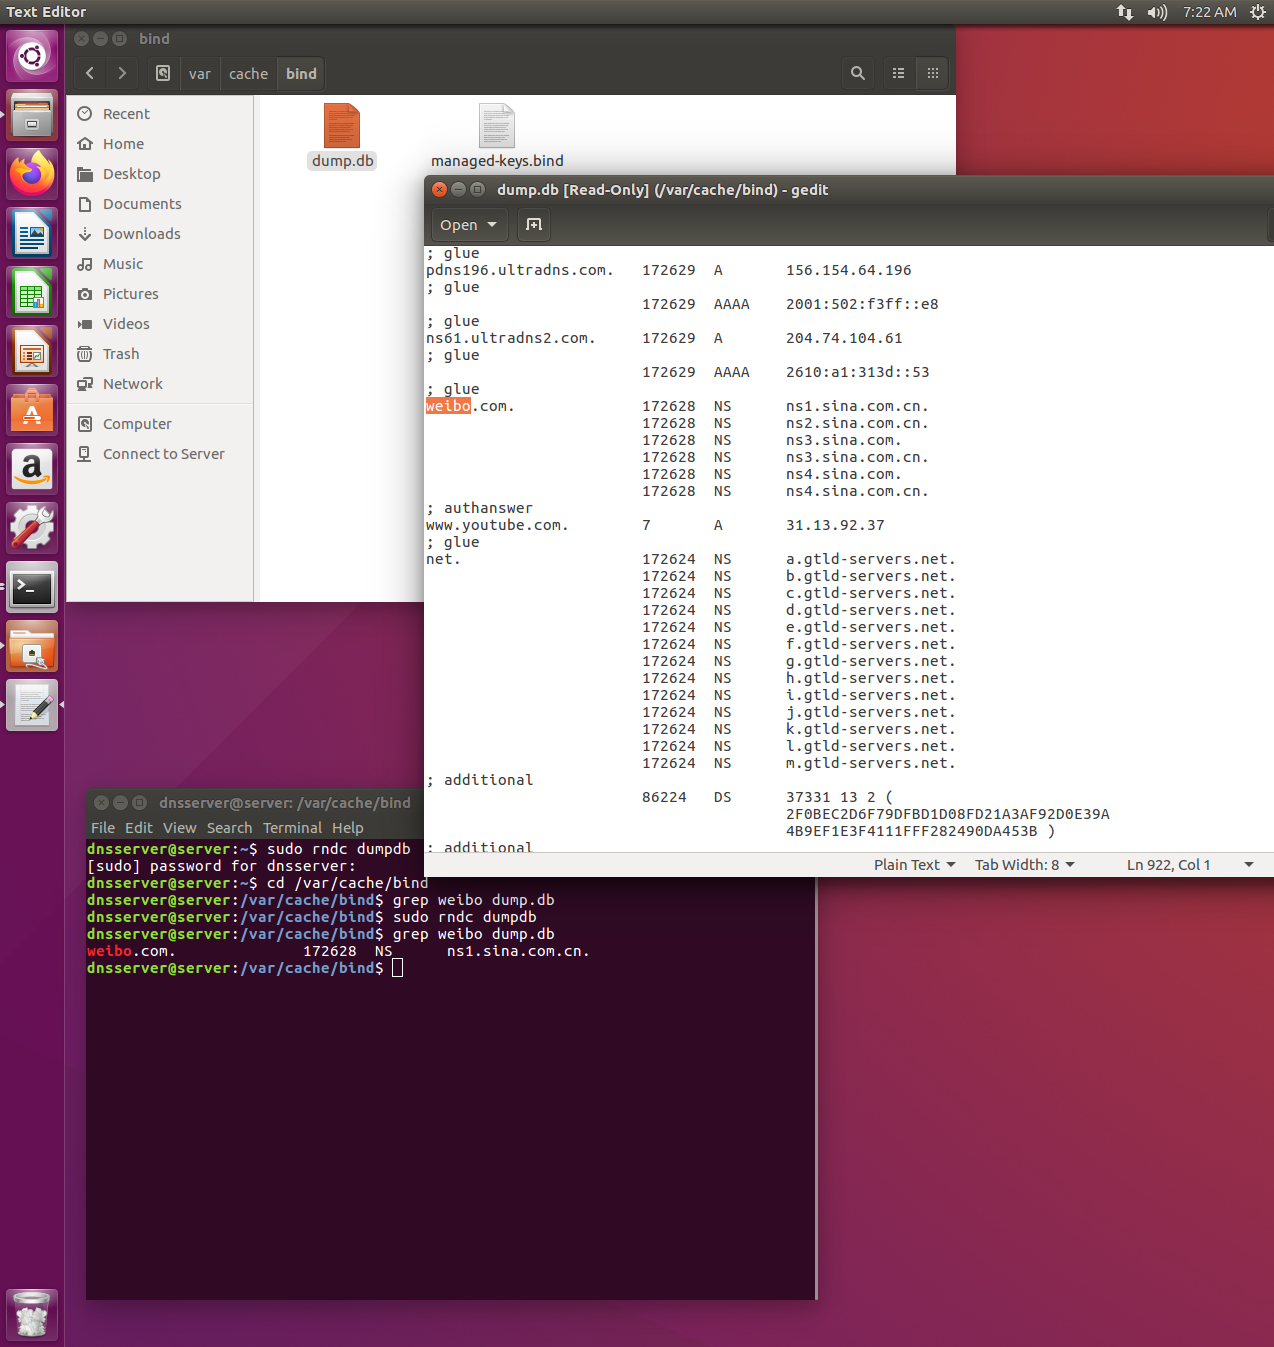 Text Editor
7:22 AM
bind
var cache bind
Recent
Home
Desktop
Documents
Downloads
Music
Pictures
Videos
Trash
Network
Computer
Connect to Server
dump.db
managed-keys.bind
dump.db [Read-Only] (/var/cache/bind) - gedit
Open
; glue
pdns196.ultradns.com. 172629 A 156.154.64.196
; glue
172629 AAAA 2001:502:f3ff::e8
; glue
ns61.ultradns2.com. 172629 A 204.74.104.61
; glue
172629 AAAA 2610:a1:313d::53
; glue
weibo.com. 172628 NS ns1.sina.com.cn.
172628 NS ns2.sina.com.cn.
172628 NS ns3.sina.com.
172628 NS ns3.sina.com.cn.
172628 NS ns4.sina.com.
172628 NS ns4.sina.com.cn.
; authanswer
www.youtube.com. 7 A 31.13.92.37
; glue
net. 172624 NS a.gtld-servers.net.
172624 NS b.gtld-servers.net.
172624 NS c.gtld-servers.net.
172624 NS d.gtld-servers.net.
172624 NS e.gtld-servers.net.
172624 NS f.gtld-servers.net.
172624 NS g.gtld-servers.net.
172624 NS h.gtld-servers.net.
172624 NS i.gtld-servers.net.
172624 NS j.gtld-servers.net.
172624 NS k.gtld-servers.net.
172624 NS l.gtld-servers.net.
172624 NS m.gtld-servers.net.
; additional
86224 DS 37331 13 2 (
2F0BEC2D6F79DFBD1D08FD21A3AF92D0E39A
4B9EF1E3F4111FFF282490DA453B )
; additional
Plain Text Tab Width: 8 Ln 922, Col 1
dnsserver@server: /var/cache/bind
File Edit View Search Terminal Help
dnsserver@server:~$ sudo rndc dumpdb
[sudo] password for dnsserver:
dnsserver@server:~$ cd /var/cache/bind
dnsserver@server:/var/cache/bind$ grep weibo dump.db
dnsserver@server:/var/cache/bind$ sudo rndc dumpdb
dnsserver@server:/var/cache/bind$ grep weibo dump.db
weibo.com. 172628 NS ns1.sina.com.cn.
dnsserver@server:/var/cache/bind$